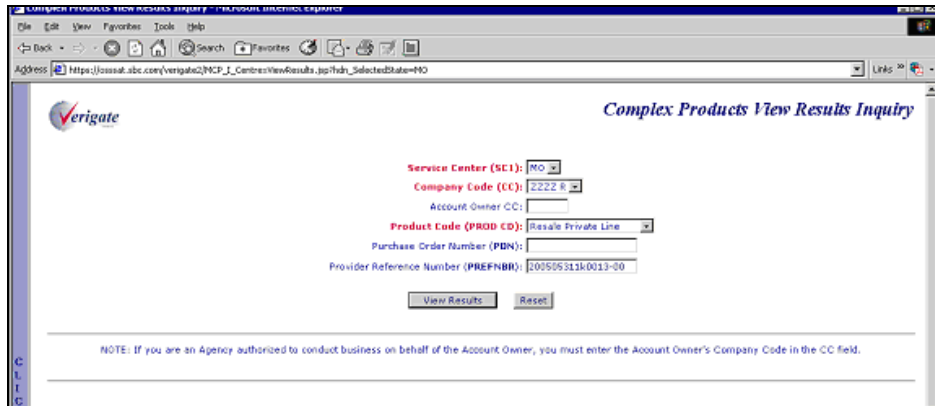 Complex Products View Results Inquiry - Microsoft Internet Explorer
File Edit View Favorites Tools Help
Back Search Favorites
Address https://osssat.sbc.com/verigate2/MCP_I_Centre=ViewResults.jsp?hdn_SelectedState=MO Links »
Verigate
Complex Products View Results Inquiry
Service Center (SC1): MO
Company Code (CC): ZZZZ R
Account Owner CC:
Product Code (PROD CD): Resale Private Line
Purchase Order Number (PON):
Provider Reference Number (PREFNBR): 200505311k0013-00
View Results Reset
NOTE: If you are an Agency authorized to conduct business on behalf of the Account Owner, you must enter the Account Owner's Company Code in the CC field.
C
L
I
C